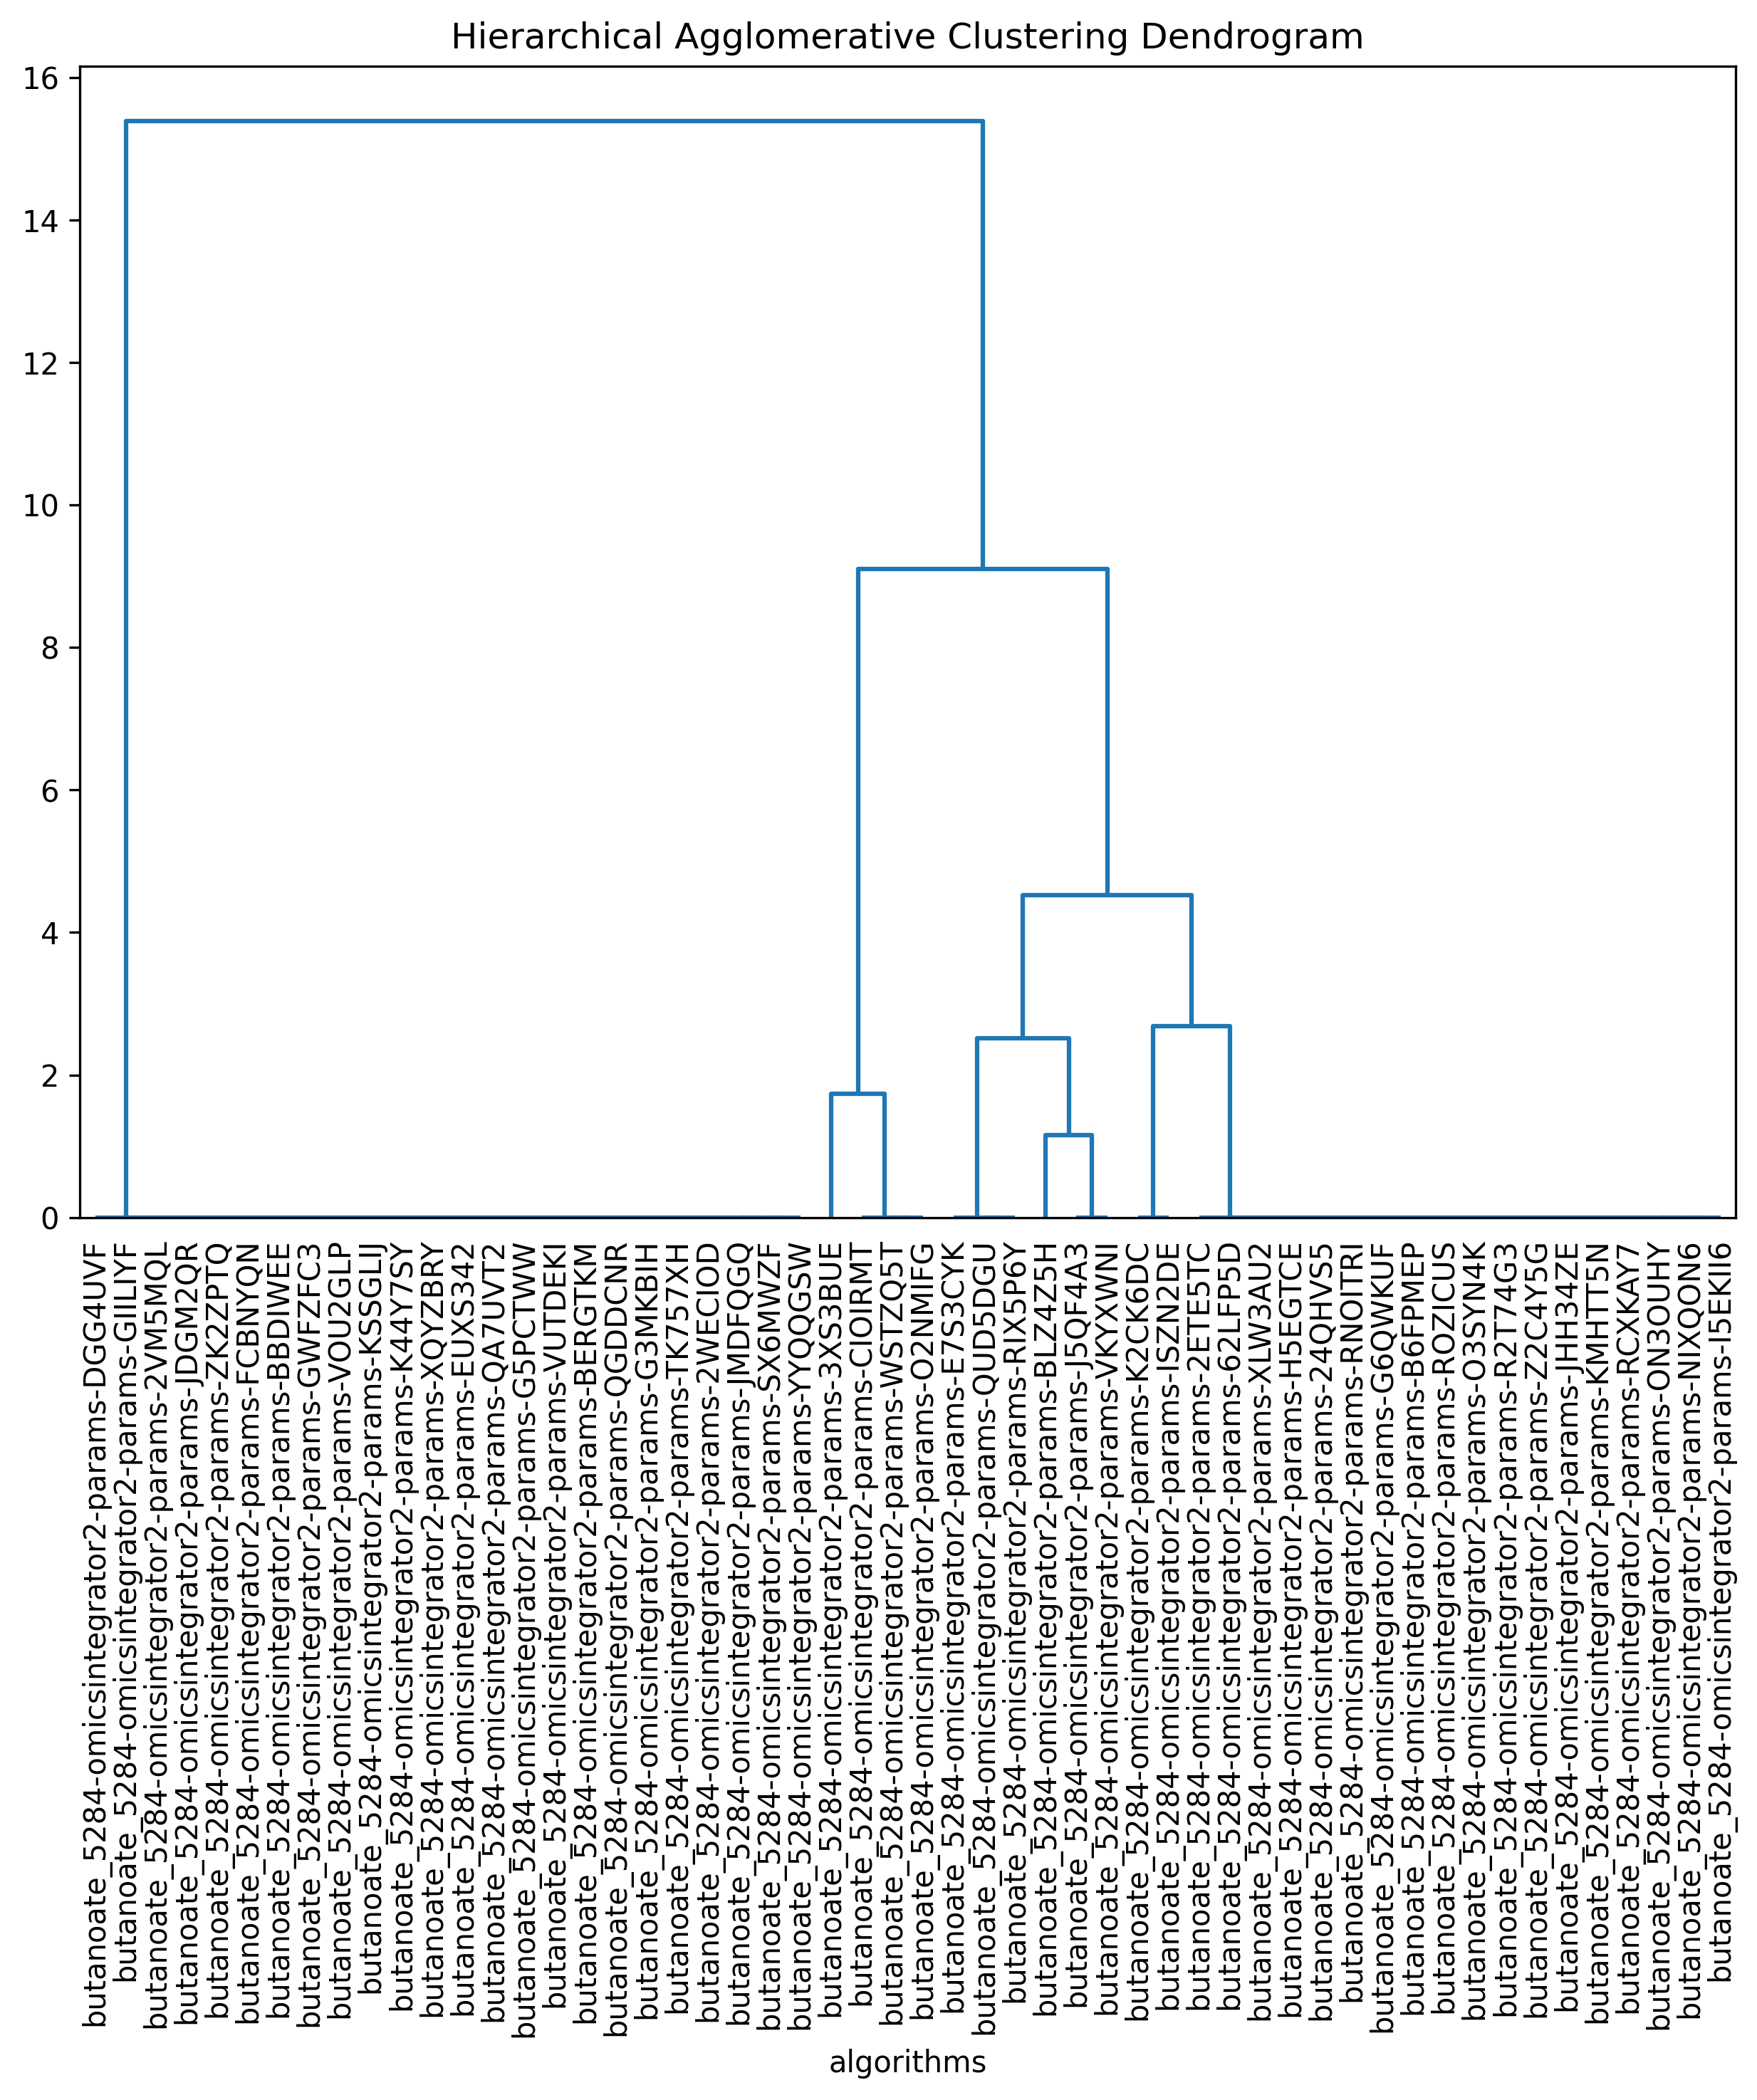 Hierarchical Agglomerative Clustering Dendrogram
16
14
12
10
8
6
4
2
0
butanoate_5284-omicsintegrator2-params-DGG4UVF
butanoate_5284-omicsintegrator2-params-GIILIYF
butanoate_5284-omicsintegrator2-params-2VM5MQL
butanoate_5284-omicsintegrator2-params-JDGM2QR
butanoate_5284-omicsintegrator2-params-ZK2ZPTQ
butanoate_5284-omicsintegrator2-params-FCBNYQN
butanoate_5284-omicsintegrator2-params-BBDIWEE
butanoate_5284-omicsintegrator2-params-GWFZFC3
butanoate_5284-omicsintegrator2-params-VOU2GLP
butanoate_5284-omicsintegrator2-params-KSSGLIJ
butanoate_5284-omicsintegrator2-params-K44Y7SY
butanoate_5284-omicsintegrator2-params-XQYZBRY
butanoate_5284-omicsintegrator2-params-EUXS342
butanoate_5284-omicsintegrator2-params-QA7UVT2
butanoate_5284-omicsintegrator2-params-G5PCTWW
butanoate_5284-omicsintegrator2-params-VUTDEKI
butanoate_5284-omicsintegrator2-params-BERGTKM
butanoate_5284-omicsintegrator2-params-QGDDCNR
butanoate_5284-omicsintegrator2-params-G3MKBIH
butanoate_5284-omicsintegrator2-params-TK757XH
butanoate_5284-omicsintegrator2-params-2WECIOD
butanoate_5284-omicsintegrator2-params-JMDFQGQ
butanoate_5284-omicsintegrator2-params-SX6MWZF
butanoate_5284-omicsintegrator2-params-YYQQGSW
butanoate_5284-omicsintegrator2-params-3XS3BUE
butanoate_5284-omicsintegrator2-params-CIOIRMT
butanoate_5284-omicsintegrator2-params-WSTZQ5T
butanoate_5284-omicsintegrator2-params-O2NMIFG
butanoate_5284-omicsintegrator2-params-E7S3CYK
butanoate_5284-omicsintegrator2-params-QUD5DGU
butanoate_5284-omicsintegrator2-params-RIX5P6Y
butanoate_5284-omicsintegrator2-params-BLZ4Z5H
butanoate_5284-omicsintegrator2-params-J5QF4A3
butanoate_5284-omicsintegrator2-params-VKYXWNI
butanoate_5284-omicsintegrator2-params-K2CK6DC
butanoate_5284-omicsintegrator2-params-ISZN2DE
butanoate_5284-omicsintegrator2-params-2ETE5TC
butanoate_5284-omicsintegrator2-params-62LFP5D
butanoate_5284-omicsintegrator2-params-XLW3AU2
butanoate_5284-omicsintegrator2-params-H5EGTCE
butanoate_5284-omicsintegrator2-params-24QHVS5
butanoate_5284-omicsintegrator2-params-RNOITRI
butanoate_5284-omicsintegrator2-params-G6QWKUF
butanoate_5284-omicsintegrator2-params-B6FPMEP
butanoate_5284-omicsintegrator2-params-ROZICUS
butanoate_5284-omicsintegrator2-params-O3SYN4K
butanoate_5284-omicsintegrator2-params-R2T74G3
butanoate_5284-omicsintegrator2-params-Z2C4Y5G
butanoate_5284-omicsintegrator2-params-JHH34ZE
butanoate_5284-omicsintegrator2-params-KMHTT5N
butanoate_5284-omicsintegrator2-params-RCXKAY7
butanoate_5284-omicsintegrator2-params-ON3OUHY
butanoate_5284-omicsintegrator2-params-NIXQON6
butanoate_5284-omicsintegrator2-params-I5EKII6
algorithms